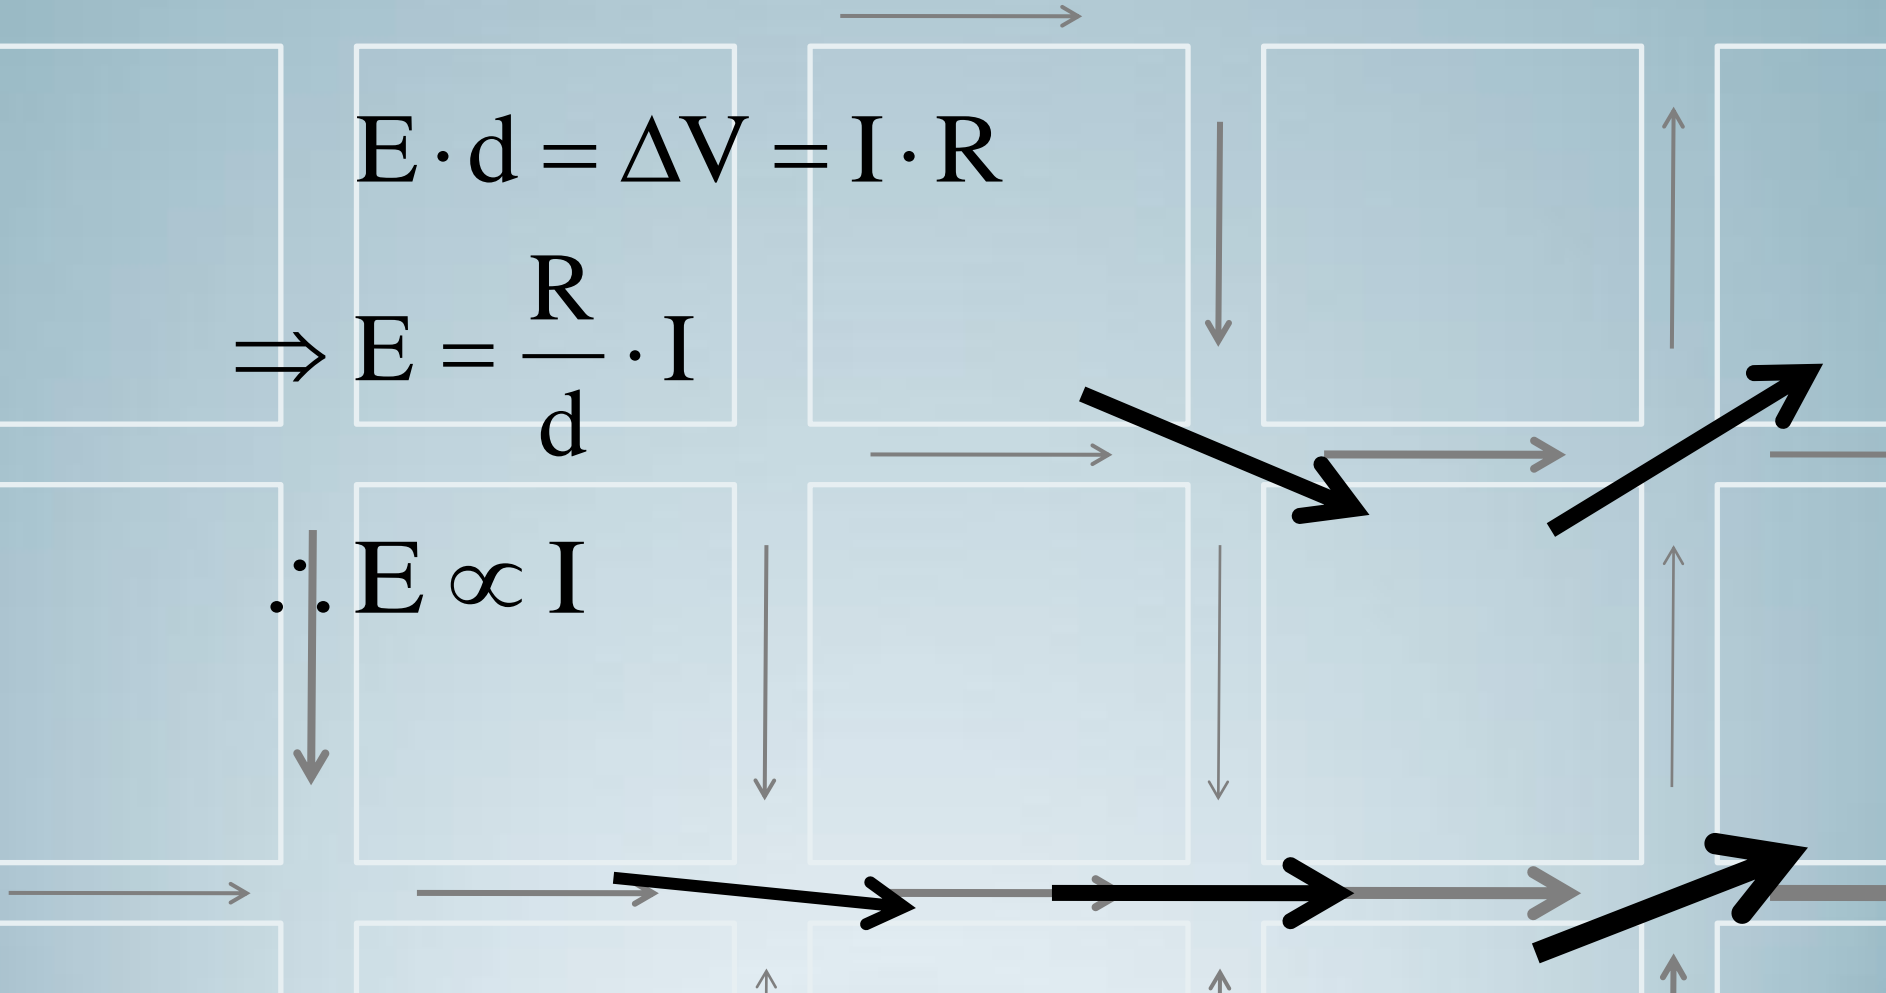 E · d = ΔV = I · R
⇒ E = R/d · I
∴ E ∝ I